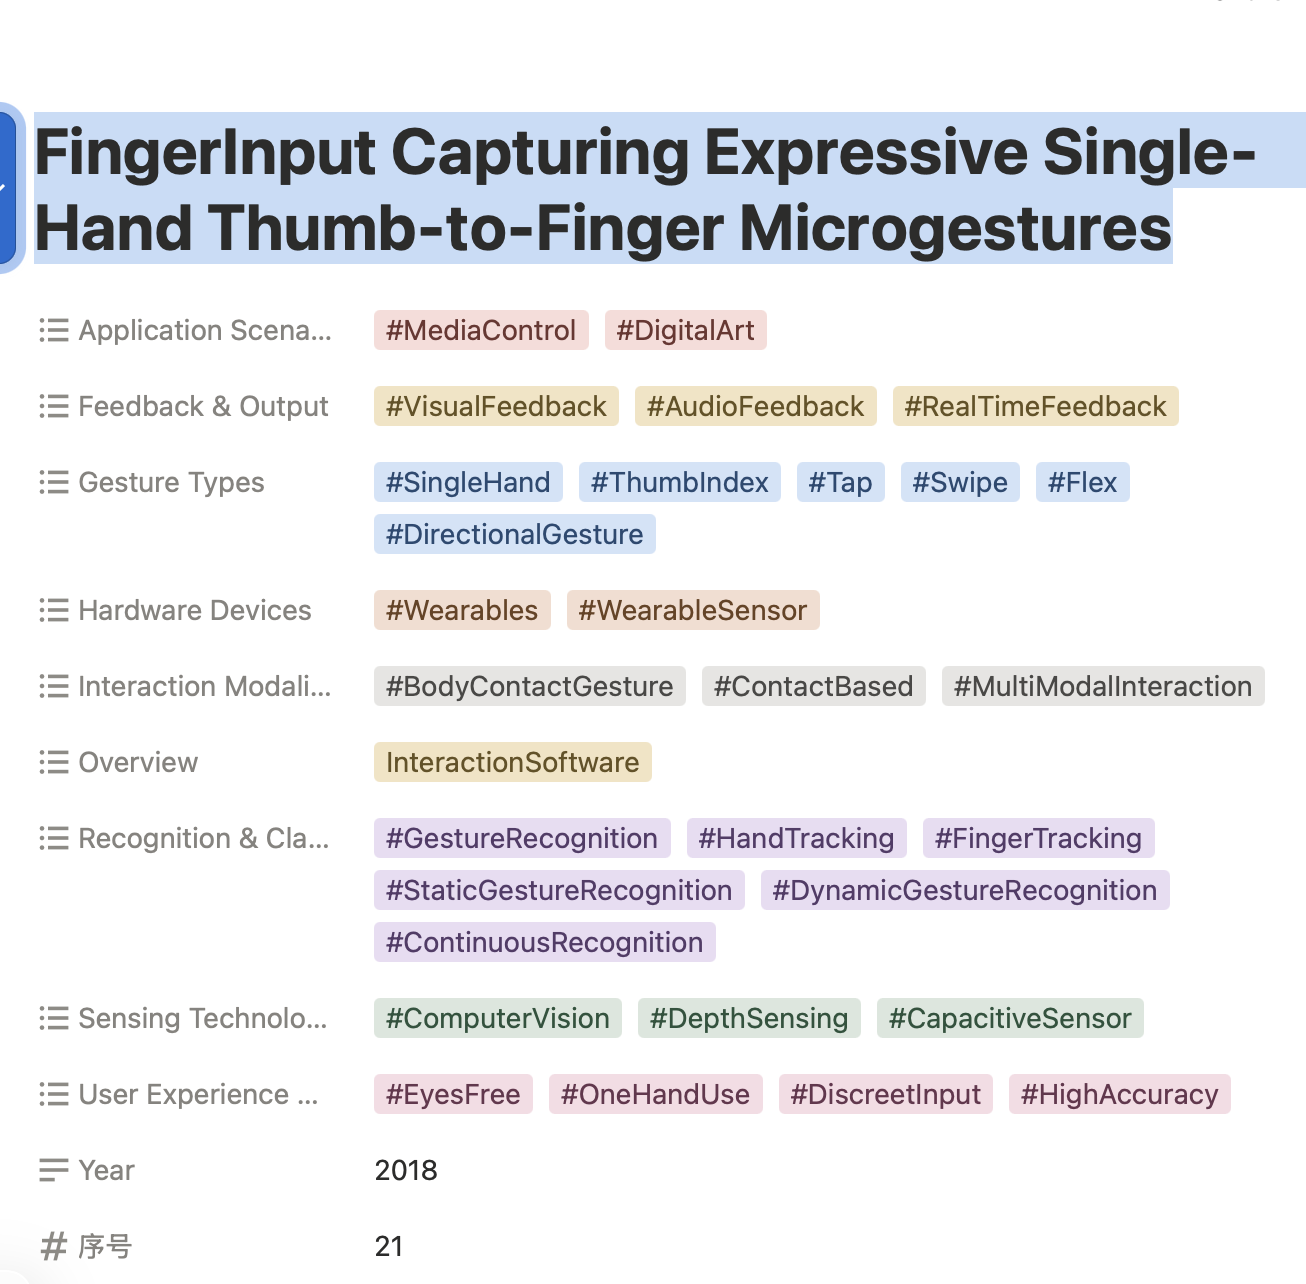 FingerInput Capturing Expressive Single-
Hand Thumb-to-Finger Microgestures
Application Scena... #MediaControl #DigitalArt
Feedback & Output #VisualFeedback #AudioFeedback #RealTimeFeedback
Gesture Types #SingleHand #ThumbIndex #Tap #Swipe #Flex
#DirectionalGesture
Hardware Devices #Wearables #WearableSensor
Interaction Modali... #BodyContactGesture #ContactBased #MultiModalInteraction
Overview InteractionSoftware
Recognition & Cla... #GestureRecognition #HandTracking #FingerTracking
#StaticGestureRecognition #DynamicGestureRecognition
#ContinuousRecognition
Sensing Technolo... #ComputerVision #DepthSensing #CapacitiveSensor
User Experience ... #EyesFree #OneHandUse #DiscreetInput #HighAccuracy
Year 2018
# 序号 21